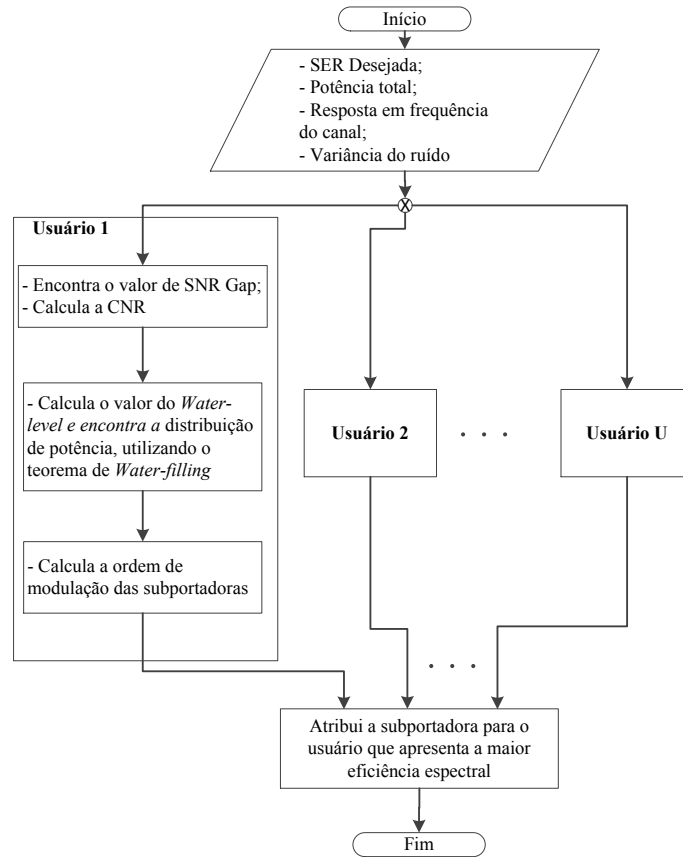 Início
- SER Desejada;
- Potência total;
- Resposta em frequência
do canal;
- Variância do ruído
X
Usuário 1
- Encontra o valor de SNR Gap;
- Calcula a CNR
- Calcula o valor do Water-
level e encontra a distribuição
de potência, utilizando o
teorema de Water-filling
- Calcula a ordem de
modulação das subportadoras
Usuário 2
. . .
Usuário U
. . .
Atribui a subportadora para o
usuário que apresenta a maior
eficiência espectral
Fim